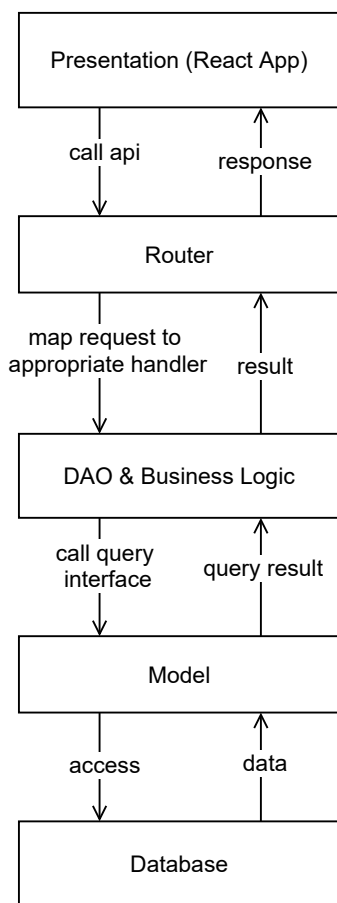 Presentation (React App)
call api
response
Router
map request to
appropriate handler
result
DAO & Business Logic
call query
interface
query result
Model
access
data
Database